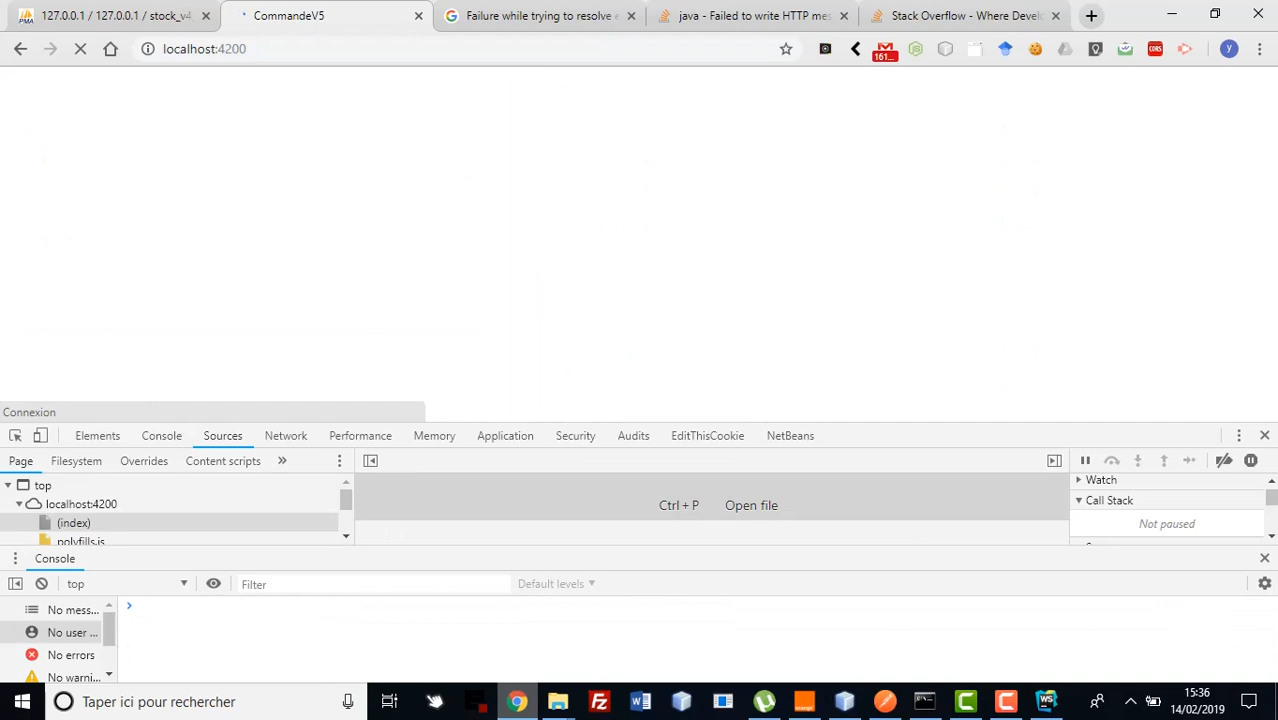 127.0.0.1 / 127.0.0.1 / stock_v4
CommandeV5
Failure while trying to resolve e
java - Failed to write HTTP mes
Stack Overflow - Where Develo
localhost:4200
161...
CORS
y
Connexion
Elements
Console
Sources
Network
Performance
Memory
Application
Security
Audits
EditThisCookie
NetBeans
Page
Filesystem
Overrides
Content scripts
top
localhost:4200
(index)
polyfills.js
Ctrl + P
Open file
Watch
Call Stack
Not paused
Console
top
Filter
Default levels
No mess...
No user ...
No errors
No warni...
Taper ici pour rechercher
15:36
14/02/2019